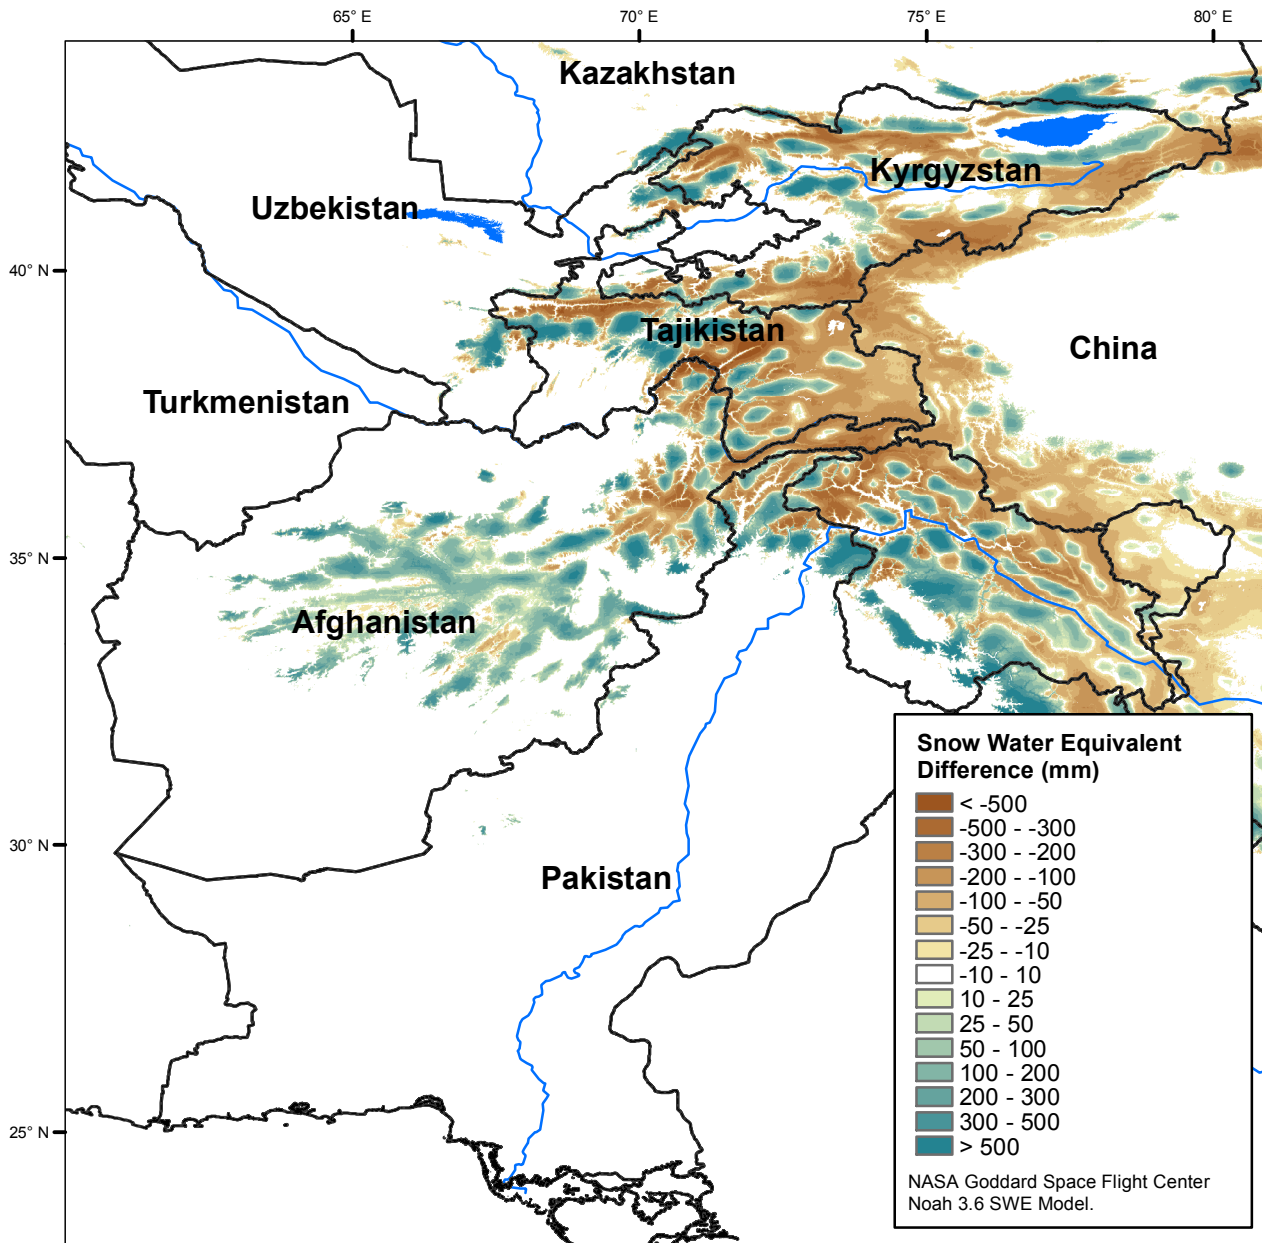 65° E
70° E
75° E
80° E
Kazakhstan
Kyrgyzstan
Uzbekistan
40° N
Tajikistan
China
Turkmenistan
35° N
Afghanistan
Snow Water Equivalent
Difference (mm)
< -500
-500 - -300
-300 - -200
-200 - -100
-100 - -50
-50 - -25
-25 - -10
-10 - 10
10 - 25
25 - 50
50 - 100
100 - 200
200 - 300
300 - 500
> 500
NASA Goddard Space Flight Center
Noah 3.6 SWE Model.
30° N
Pakistan
25° N